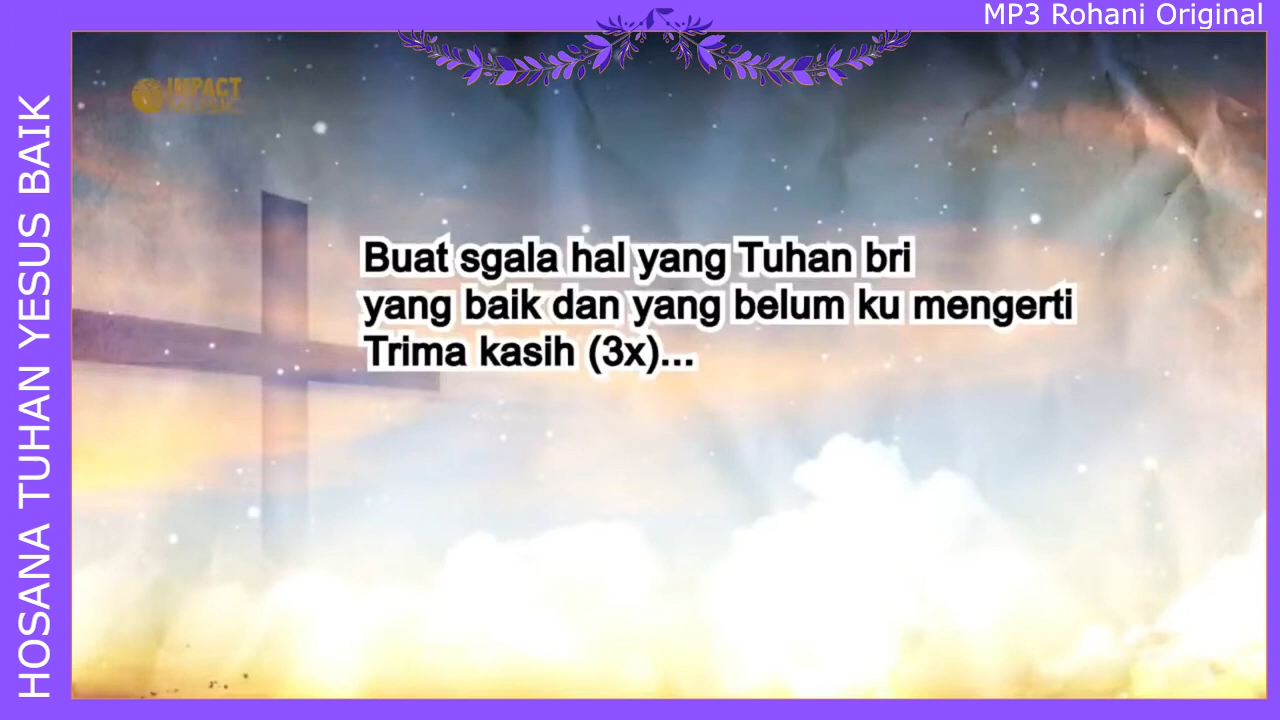 MP3 Rohani Original
IMPACT
HOSANA TUHAN YESUS BAIK
Buat sgala hal yang Tuhan bri
yang baik dan yang belum ku mengerti
Trima kasih (3x)...